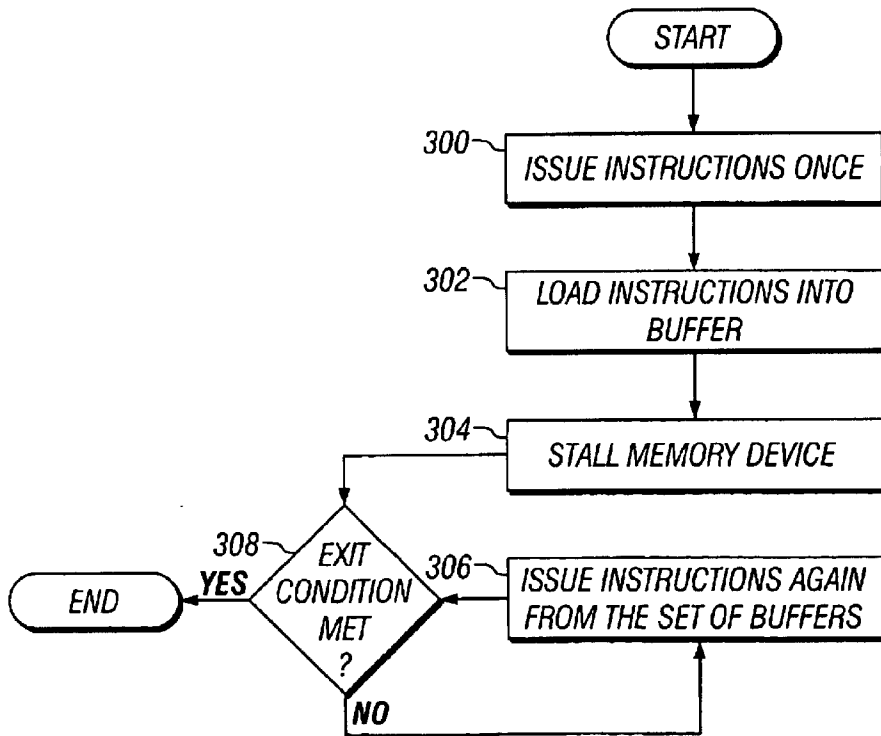 START
300
ISSUE INSTRUCTIONS ONCE
302
LOAD INSTRUCTIONS INTO
BUFFER
304
STALL MEMORY DEVICE
308
EXIT
CONDITION
MET
?
306
ISSUE INSTRUCTIONS AGAIN
FROM THE SET OF BUFFERS
YES
END
NO